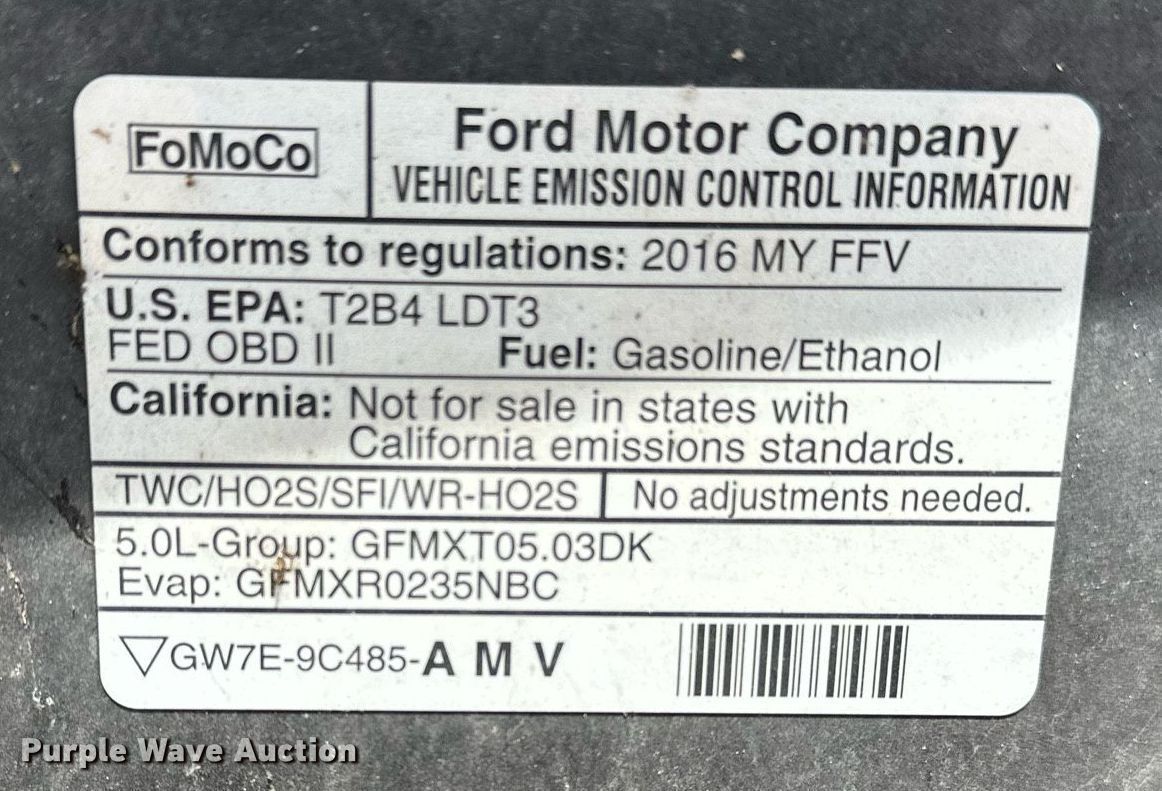 FoMoCo
Ford Motor Company
VEHICLE EMISSION CONTROL INFORMATION
Conforms to regulations: 2016 MY FFV
U.S. EPA: T2B4 LDT3
FED OBD II Fuel: Gasoline/Ethanol
California: Not for sale in states with
California emissions standards.
TWC/HO2S/SFI/WR-HO2S No adjustments needed.
5.0L-Group: GFMXT05.03DK
Evap: GFMXR0235NBC
GW7E-9C485-A M V
Purple Wave Auction